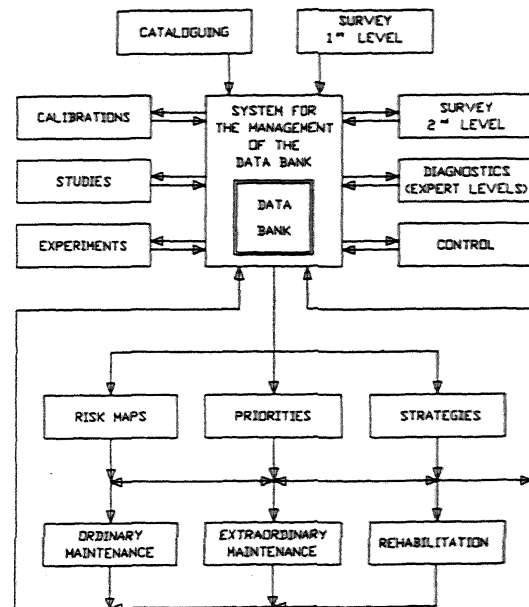 CATALOGUING
SURVEY
1st LEVEL
CALIBRATIONS
SYSTEM FOR
THE MANAGEMENT
OF THE
DATA BANK
SURVEY
2nd LEVEL
STUDIES
DATA
BANK
DIAGNOSTICS
(EXPERT LEVELS)
EXPERIMENTS
CONTROL
RISK MAPS
PRIORITIES
STRATEGIES
ORDINARY
MAINTENANCE
EXTRAORDINARY
MAINTENANCE
REHABILITATION